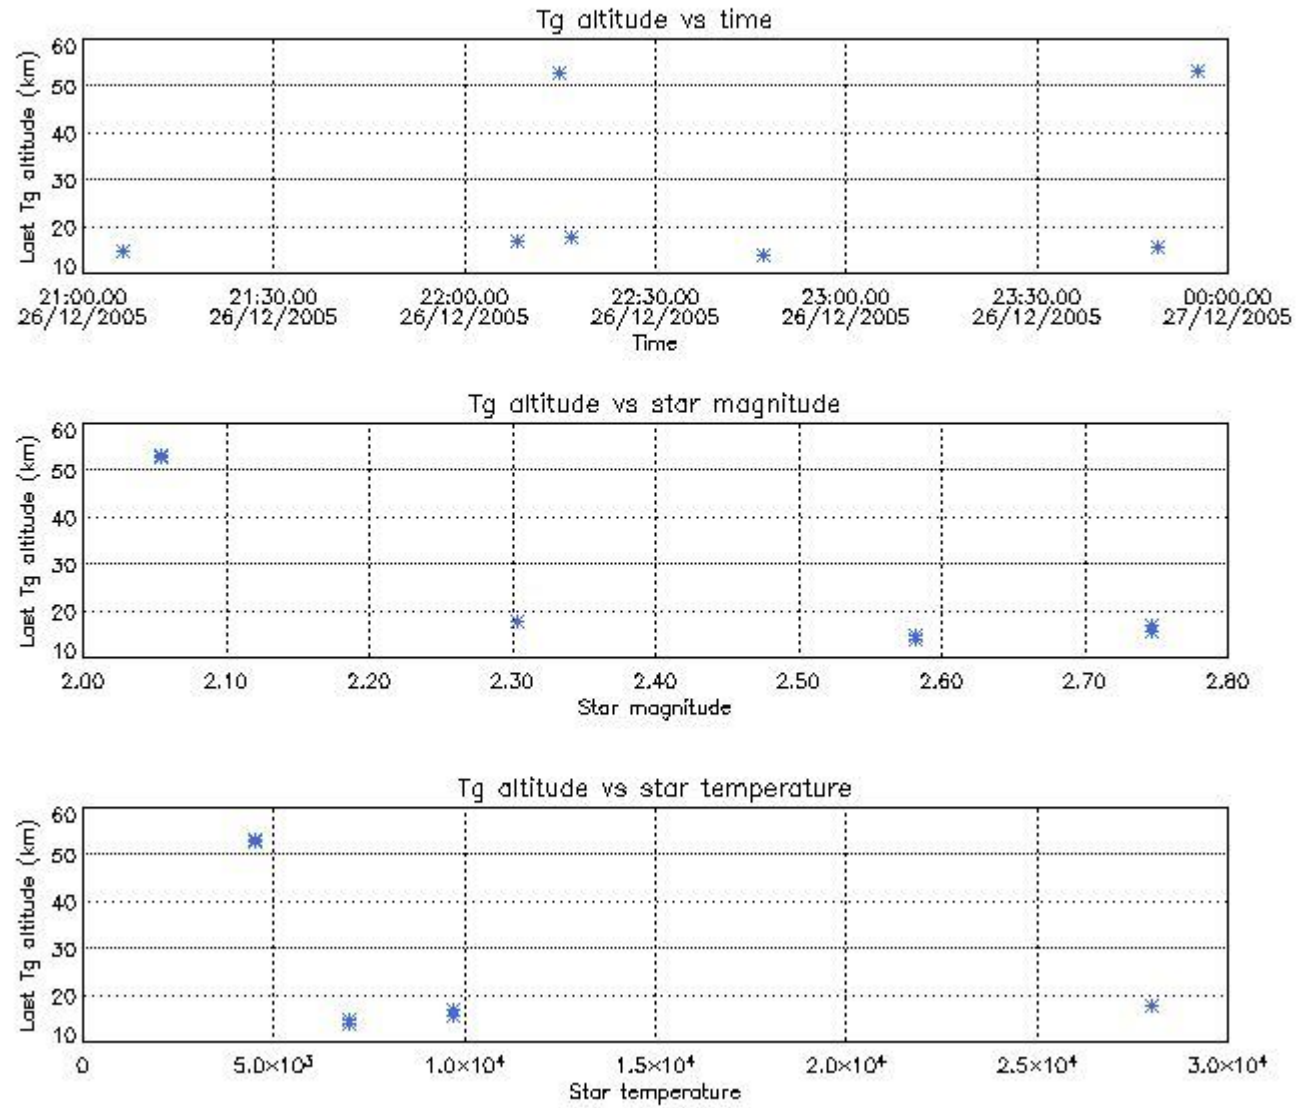 Tg altitude vs time
Last Tg altitude (km)
60
50
40
30
20
10
21:00.00 21:30.00 22:00.00 22:30.00 23:00.00 23:30.00 00:00.00
26/12/2005 26/12/2005 26/12/2005 26/12/2005 26/12/2005 26/12/2005 27/12/2005
Time
Tg altitude vs star magnitude
Last Tg altitude (km)
60
50
40
30
20
10
2.00 2.10 2.20 2.30 2.40 2.50 2.60 2.70 2.80
Star magnitude
Tg altitude vs star temperature
Last Tg altitude (km)
60
50
40
30
20
10
0 5.0×10³ 1.0×10⁴ 1.5×10⁴ 2.0×10⁴ 2.5×10⁴ 3.0×10⁴
Star temperature